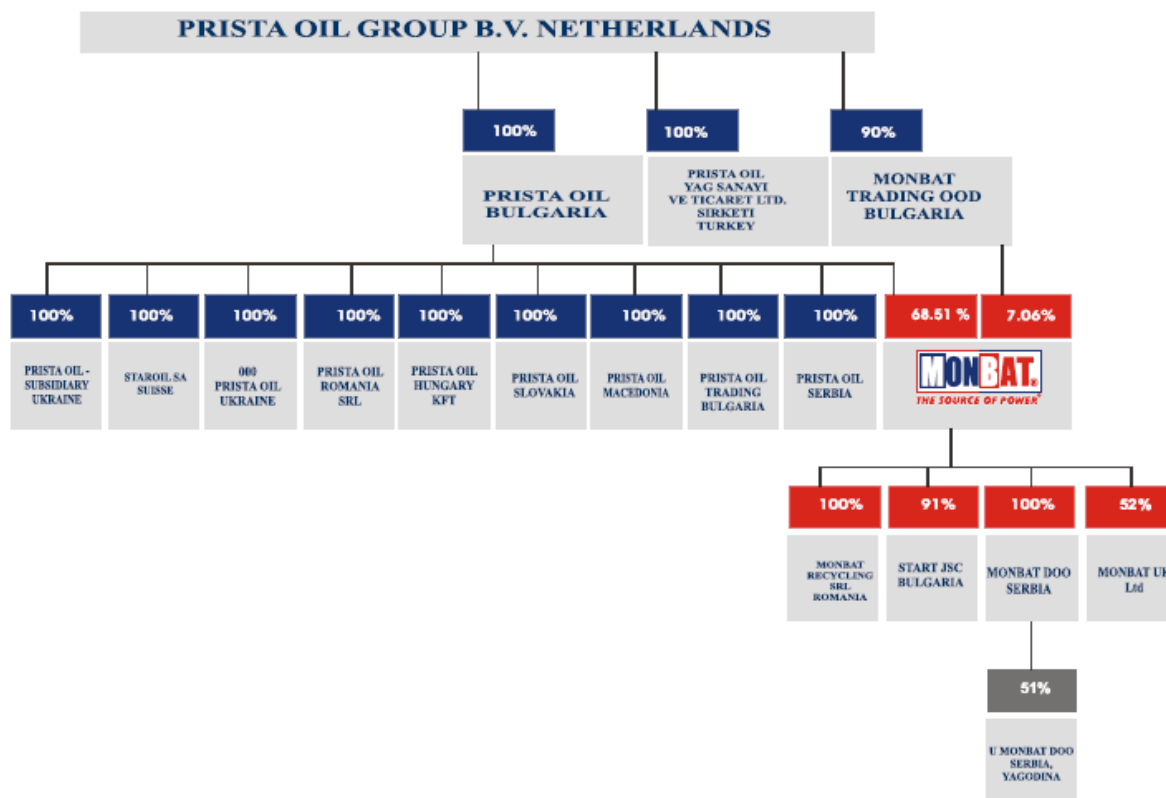 PRISTA OIL GROUP B.V. NETHERLANDS
100%
100%
90%
PRISTA OIL
BULGARIA
PRISTA OIL
YAG SANAYI
VE TICARET LTD.
SIRKETI
TURKEY
MONBAT
TRADING OOD
BULGARIA
100%
100%
100%
100%
100%
100%
100%
100%
100%
68.51 %
7.06%
PRISTA OIL -
SUBSIDIARY
UKRAINE
STAROIL SA
SUISSE
000
PRISTA OIL
UKRAINE
PRISTA OIL
ROMANIA
SRL
PRISTA OIL
HUNGARY
KFT
PRISTA OIL
SLOVAKIA
PRISTA OIL
MACEDONIA
PRISTA OIL
TRADING
BULGARIA
PRISTA OIL
SERBIA
MONBAT®
THE SOURCE OF POWER
100%
91%
100%
52%
MONBAT
RECYCLING
SRL
ROMANIA
START JSC
BULGARIA
MONBAT DOO
SERBIA
MONBAT UK
Ltd
51%
U MONBAT DOO
SERBIA,
YAGODINA